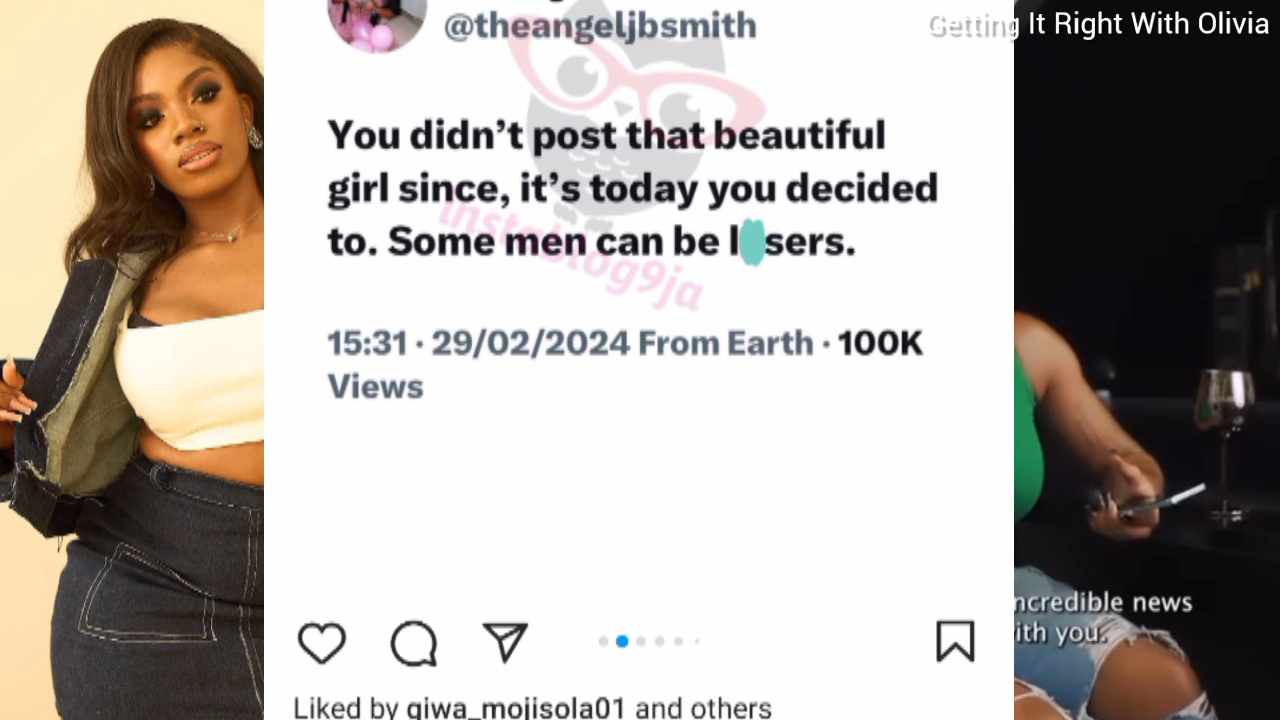 @theangeljbsmith
Getting It Right With Olivia
You didn't post that beautiful
girl since, it's today you decided
to. Some men can be l sers.
instablog9ja
15:31 · 29/02/2024 From Earth · 100K
Views
ncredible news
ith you.
Liked by giwa_mojisola01 and others